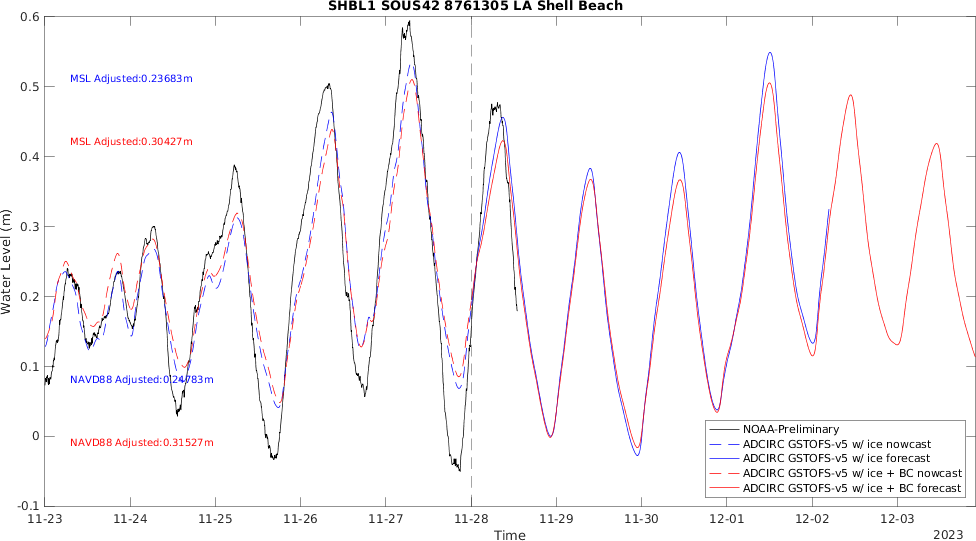 SHBL1 SOUS42 8761305 LA Shell Beach
0.6
0.5
0.4
0.3
0.2
0.1
0
-0.1
Water Level (m)
MSL Adjusted:0.23683m
MSL Adjusted:0.30427m
NAVD88 Adjusted:0.24783m
NAVD88 Adjusted:0.31527m
NOAA-Preliminary
ADCIRC GSTOFS-v5 w/ ice nowcast
ADCIRC GSTOFS-v5 w/ ice forecast
ADCIRC GSTOFS-v5 w/ ice + BC nowcast
ADCIRC GSTOFS-v5 w/ ice + BC forecast
11-23 11-24 11-25 11-26 11-27 11-28 11-29 11-30 12-01 12-02 12-03
Time
2023